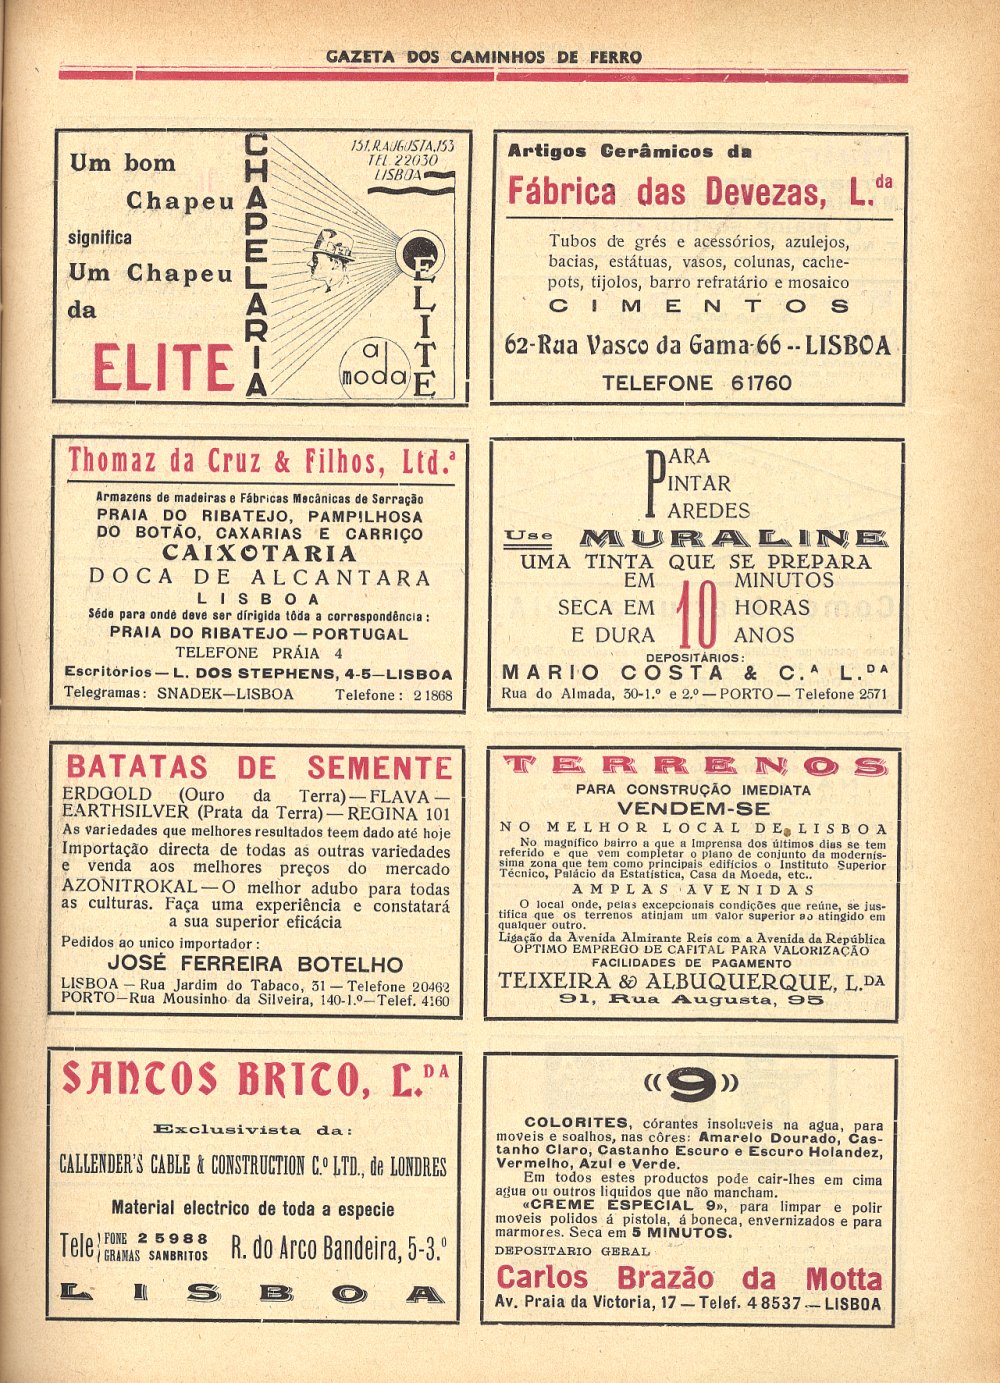 GAZETA DOS CAMINHOS DE FERRO
Um bom
Chapeu
significa
Um Chapeu
da
ELITE
CHAPELARIA
151, R. AUGUSTA, 153
TEL 22030
LISBOA
ELITE
a
moda
Artigos Cerâmicos da
Fábrica das Devezas, L.da
Tubos de grés e acessórios, azulejos,
bacias, estátuas, vasos, colunas, cache-
pots, tijolos, barro refratário e mosaico
CIMENTOS
62-Rua Vasco da Gama-66 -- LISBOA
TELEFONE 61760
Thomaz da Cruz & Filhos, Ltd.ª
Armazens de madeiras e Fábricas Mecânicas de Serração
PRAIA DO RIBATEJO, PAMPILHOSA
DO BOTÃO, CAXARIAS E CARRIÇO
CAIXOTARIA
DOCA DE ALCANTARA
LISBOA
Séde para onde deve ser dirigida tôda a correspondência:
PRAIA DO RIBATEJO — PORTUGAL
TELEFONE PRÁIA 4
Escritórios — L. DOS STEPHENS, 4-5 — LISBOA
Telegramas: SNADEK—LISBOA Telefone: 21868
PARA
PINTAR
PAREDES
Use MURALINE
UMA TINTA QUE SE PREPARA
EM 10 MINUTOS
SECA EM HORAS
E DURA ANOS
DEPOSITÁRIOS:
MARIO COSTA & C.A L.DA
Rua do Almada, 30-1.º e 2.º — PORTO — Telefone 2571
BATATAS DE SEMENTE
ERDGOLD (Ouro da Terra) — FLAVA —
EARTHSILVER (Prata da Terra) — REGINA 101
As variedades que melhores resultados teem dado até hoje
Importação directa de todas as outras variedades
e venda aos melhores preços do mercado
AZONITROKAL — O melhor adubo para todas
as culturas. Faça uma experiência e constatará
a sua superior eficácia
Pedidos ao unico importador:
JOSÉ FERREIRA BOTELHO
LISBOA — Rua Jardim do Tabaco, 31 — Telefone 20462
PORTO—Rua Mousinho da Silveira, 140-1.º—Telef. 4160
TERRENOS
PARA CONSTRUÇÃO IMEDIATA
VENDEM-SE
NO MELHOR LOCAL DE LISBOA
No magnífico bairro a que a Imprensa dos últimos dias se tem
referido e que vem completar o plano de conjunto da modernís-
sima zona que tem como principais edifícios o Instituto Superior
Técnico, Palácio da Estatística, Casa da Moeda, etc..
AMPLAS AVENIDAS
O local onde, pelas excepcionais condições que reúne, se jus-
tifica que os terrenos atinjam um valor superior ao atingido em
qualquer outro.
Ligação da Avenida Almirante Reis com a Avenida da República
OPTIMO EMPREGO DE CAPITAL PARA VALORIZAÇÃO
FACILIDADES DE PAGAMENTO
TEIXEIRA & ALBUQUERQUE, L.DA
91, Rua Augusta, 95
SANTOS BRITO, L.DA
Exclusivista da:
CALLENDER'S CABLE & CONSTRUCTION C.º LTD., de LONDRES
Material electrico de toda a especie
Tele FONE 25988
GRAMAS SANBRITOS
R. do Arco Bandeira, 5-3.º
LISBOA
«9»
COLORITES, córantes insoluveis na agua, para
moveis e soalhos, nas côres: Amarelo Dourado, Cas-
tanho Claro, Castanho Escuro e Escuro Holandez,
Vermelho, Azul e Verde.
Em todos estes productos pode cair-lhes em cima
agua ou outros liquidos que não mancham.
«CREME ESPECIAL 9», para limpar e polir
moveis polidos á pistola, á boneca, envernizados e para
marmores. Seca em 5 MINUTOS.
DEPOSITARIO GERAL
Carlos Brazão da Motta
Av. Praia da Victoria, 17 — Telef. 48537 — LISBOA